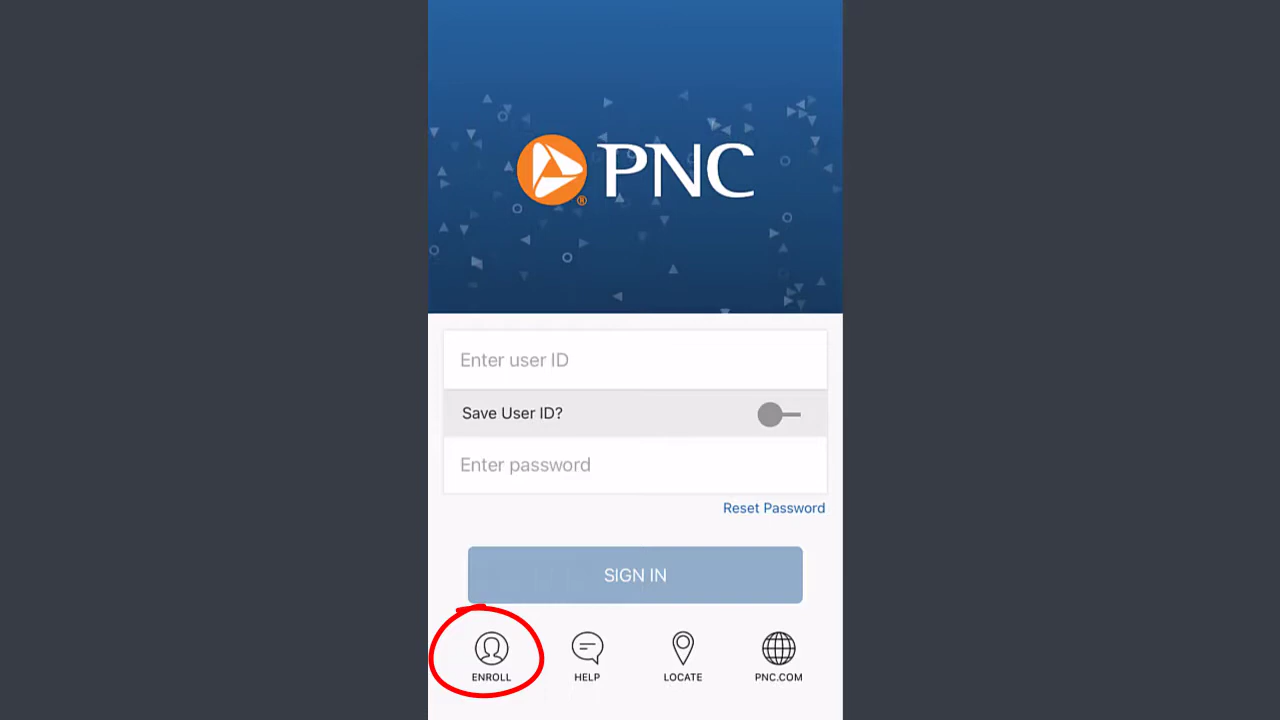 PNC
®
Enter user ID
Save User ID?
Enter password
Reset Password
SIGN IN
ENROLL HELP LOCATE PNC.COM